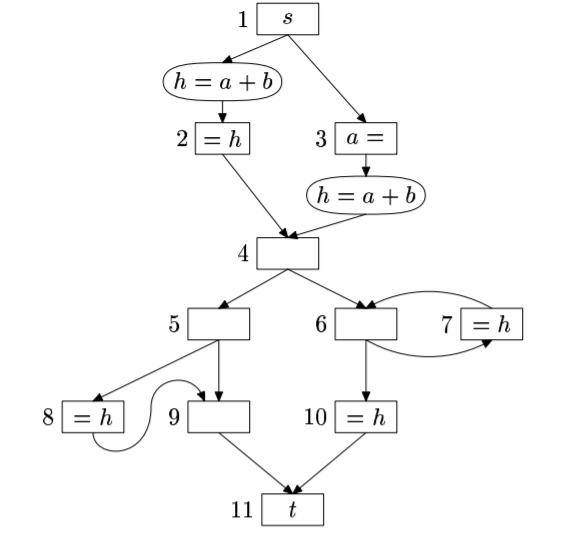 1 s
h = a + b
2 = h
3 a =
h = a + b
4
5
6
7 = h
8 = h
9
10 = h
11 t